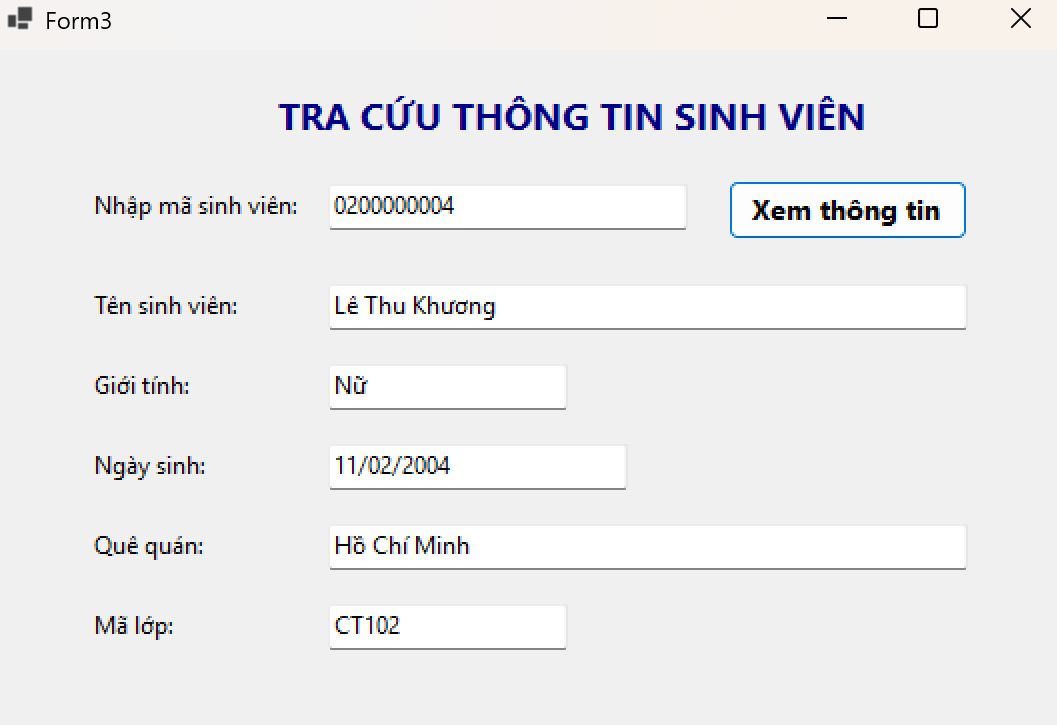 Form3
TRA CỨU THÔNG TIN SINH VIÊN
Nhập mã sinh viên: 0200000004 Xem thông tin
Tên sinh viên: Lê Thu Khương
Giới tính: Nữ
Ngày sinh: 11/02/2004
Quê quán: Hồ Chí Minh
Mã lớp: CT102